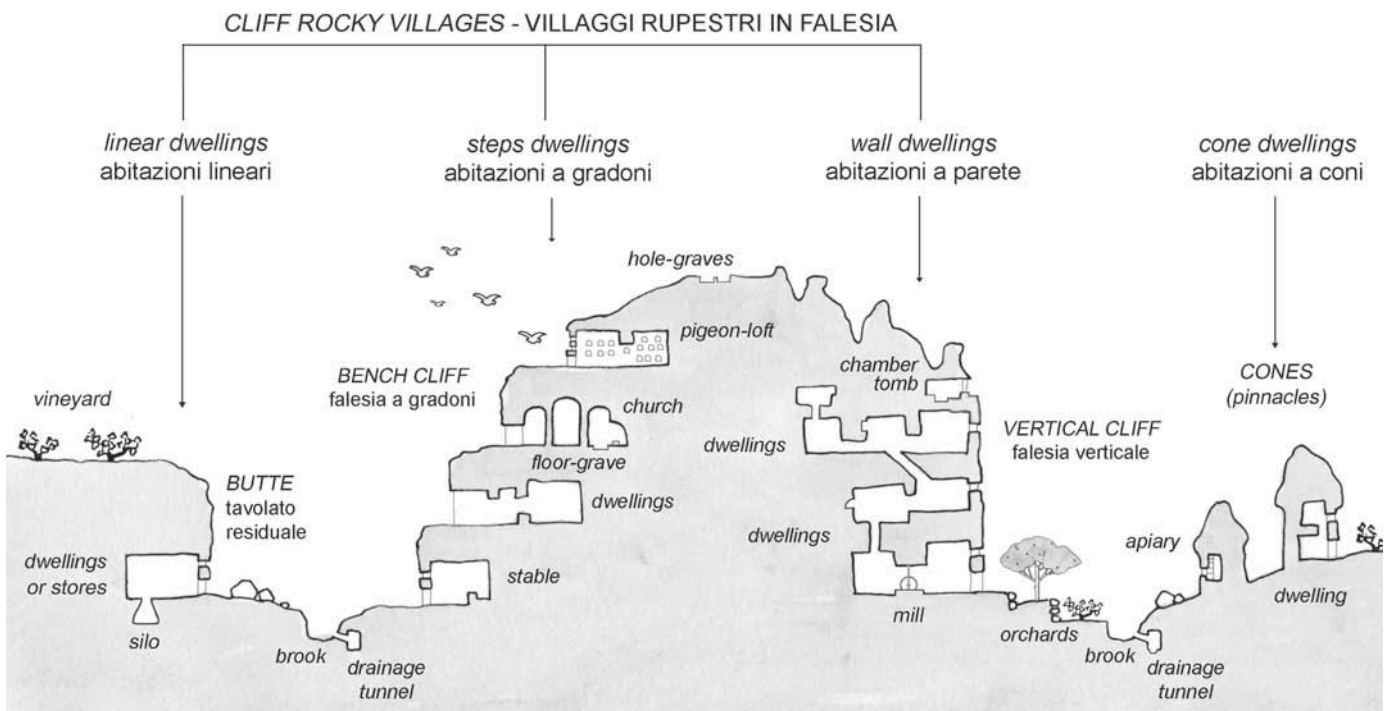 CLIFF ROCKY VILLAGES - VILLAGGI RUPESTRI IN FALESIA
linear dwellings
abitazioni lineari
steps dwellings
abitazioni a gradoni
wall dwellings
abitazioni a parete
cone dwellings
abitazioni a coni
hole-graves
pigeon-loft
BENCH CLIFF
falesia a gradoni
church
floor-grave
dwellings
stable
vineyard
BUTTE
tavolato
residuale
dwellings
or stores
silo
brook
drainage
tunnel
chamber
tomb
dwellings
dwellings
mill
VERTICAL CLIFF
falesia verticale
orchards
brook
drainage
tunnel
CONES
(pinnacles)
apiary
dwelling